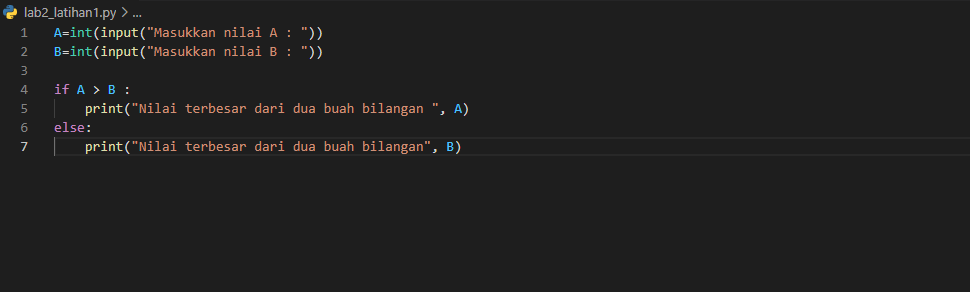 lab2_latihan1.py > ...
1 A=int(input("Masukkan nilai A : "))
2 B=int(input("Masukkan nilai B : "))
3
4 if A > B :
5     print("Nilai terbesar dari dua buah bilangan ", A)
6 else:
7     print("Nilai terbesar dari dua buah bilangan", B)